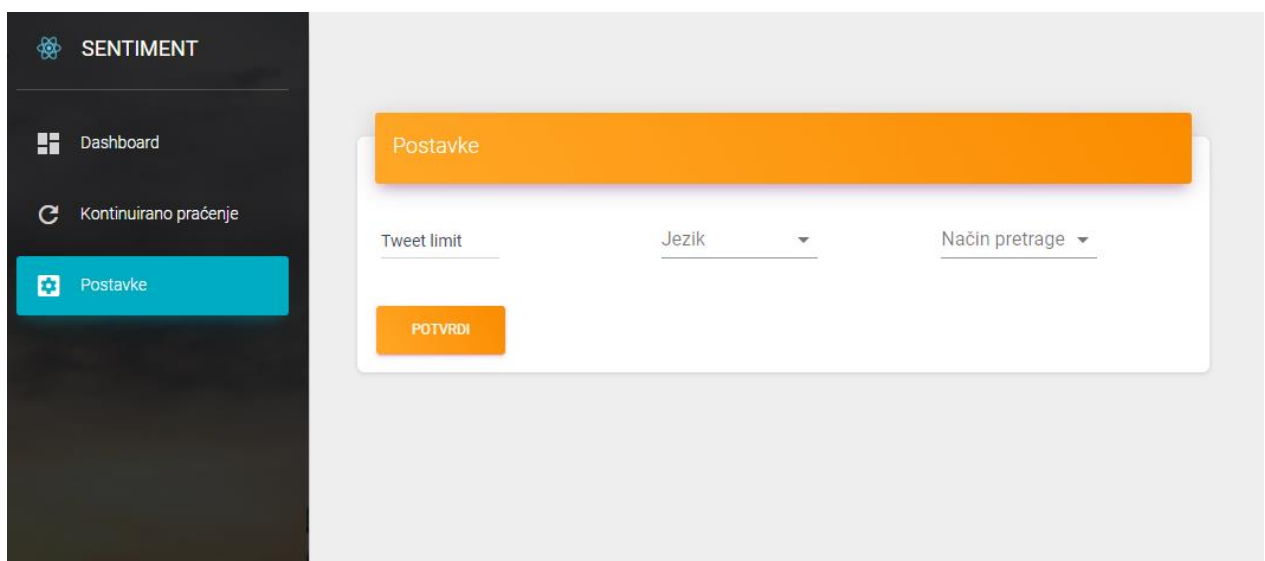 SENTIMENT
Dashboard
Kontinuirano praćenje
Postavke
Postavke
Tweet limit
Jezik
Način pretrage
POTVRDI